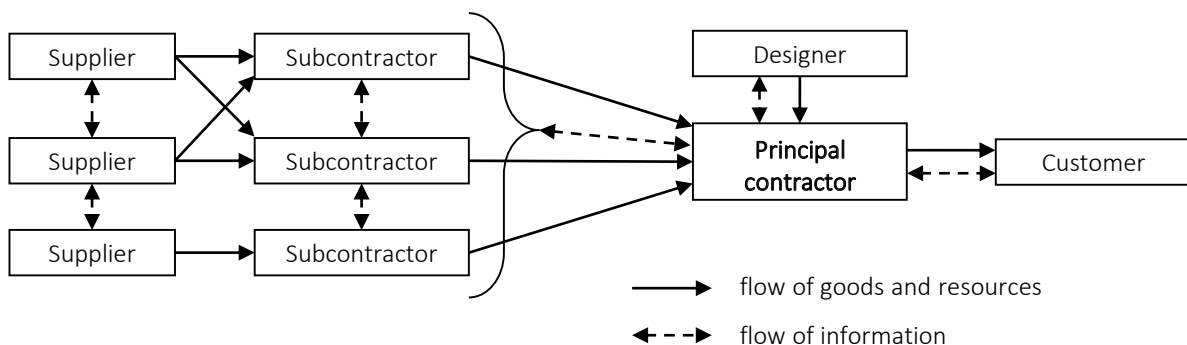 Supplier
Subcontractor
Designer
Supplier
Subcontractor
Principal
contractor
Customer
Supplier
Subcontractor
flow of goods and resources
flow of information